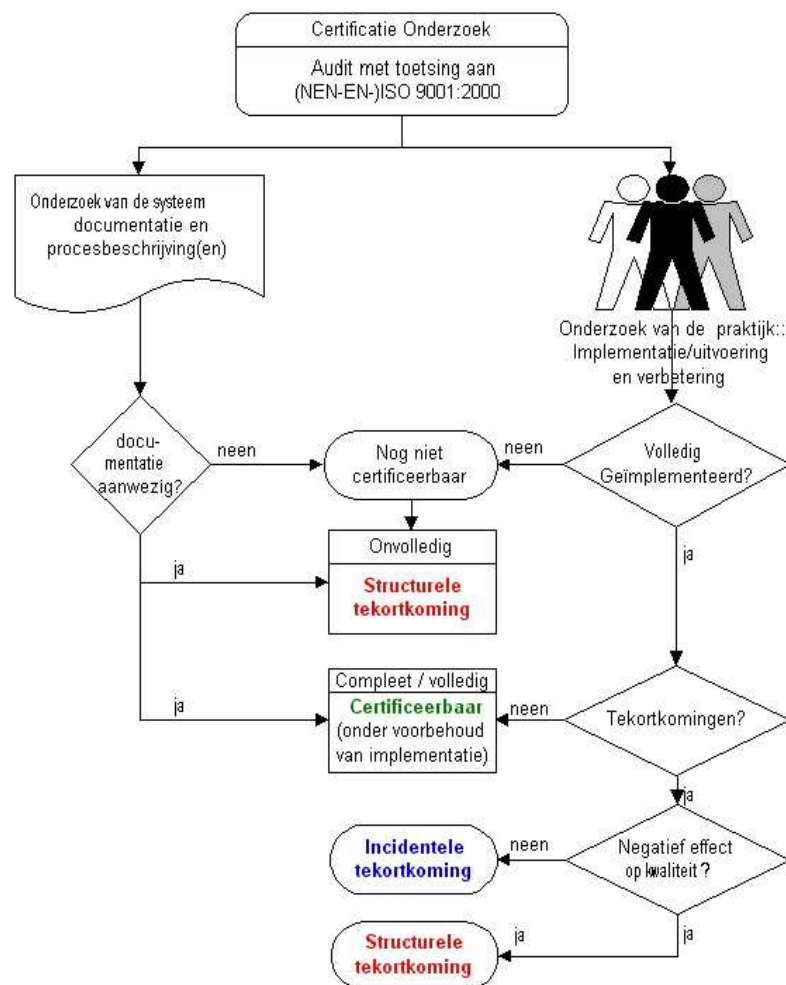 Certificatie Onderzoek
Audit met toetsing aan
(NEN-EN-)ISO 9001:2000
Onderzoek van de systeem
documentatie en
procesbeschrijving(en)
Onderzoek van de praktijk::
Implementatie/uitvoering
en verbetering
docu-
mentatie
aanwezig?
neen
Nog niet
certificeerbaar
neen
Volledig
Geïmplementeerd?
ja
Onvolledig
Structurele
tekortkoming
ja
ja
Compleet / volledig
Certificeerbaar
(onder voorbehoud
van implementatie)
neen
Tekortkomingen?
ja
Incidentele
tekortkoming
neen
Negatief effect
op kwaliteit?
Structurele
tekortkoming
ja
ja